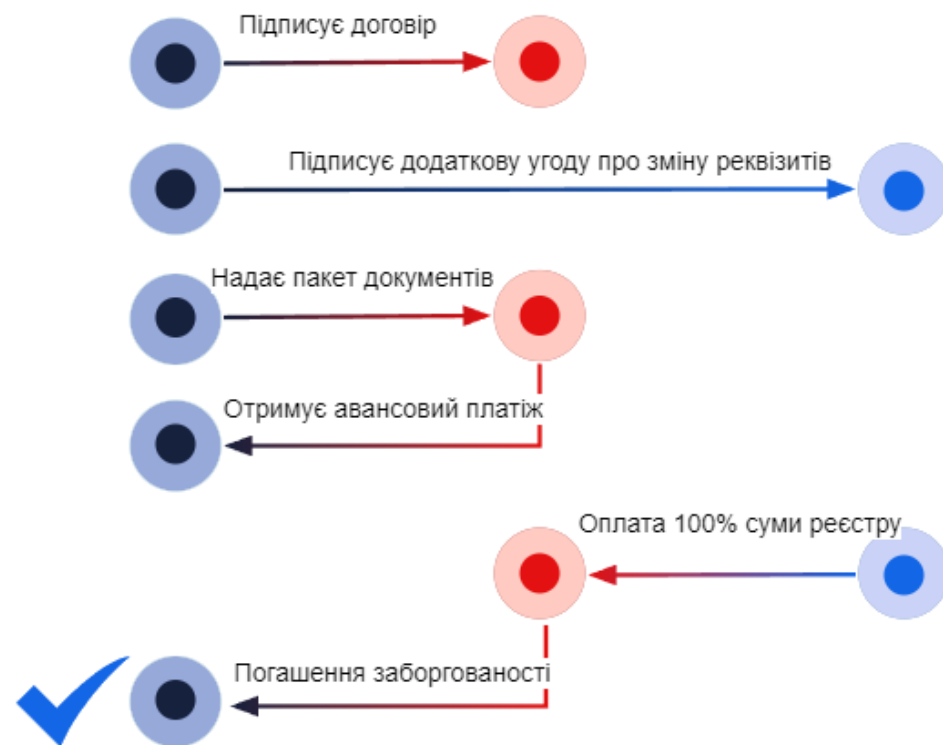 Підписує договір
Підписує додаткову угоду про зміну реквізитів
Надає пакет документів
Отримує авансовий платіж
Оплата 100% суми реєстру
Погашення заборгованості